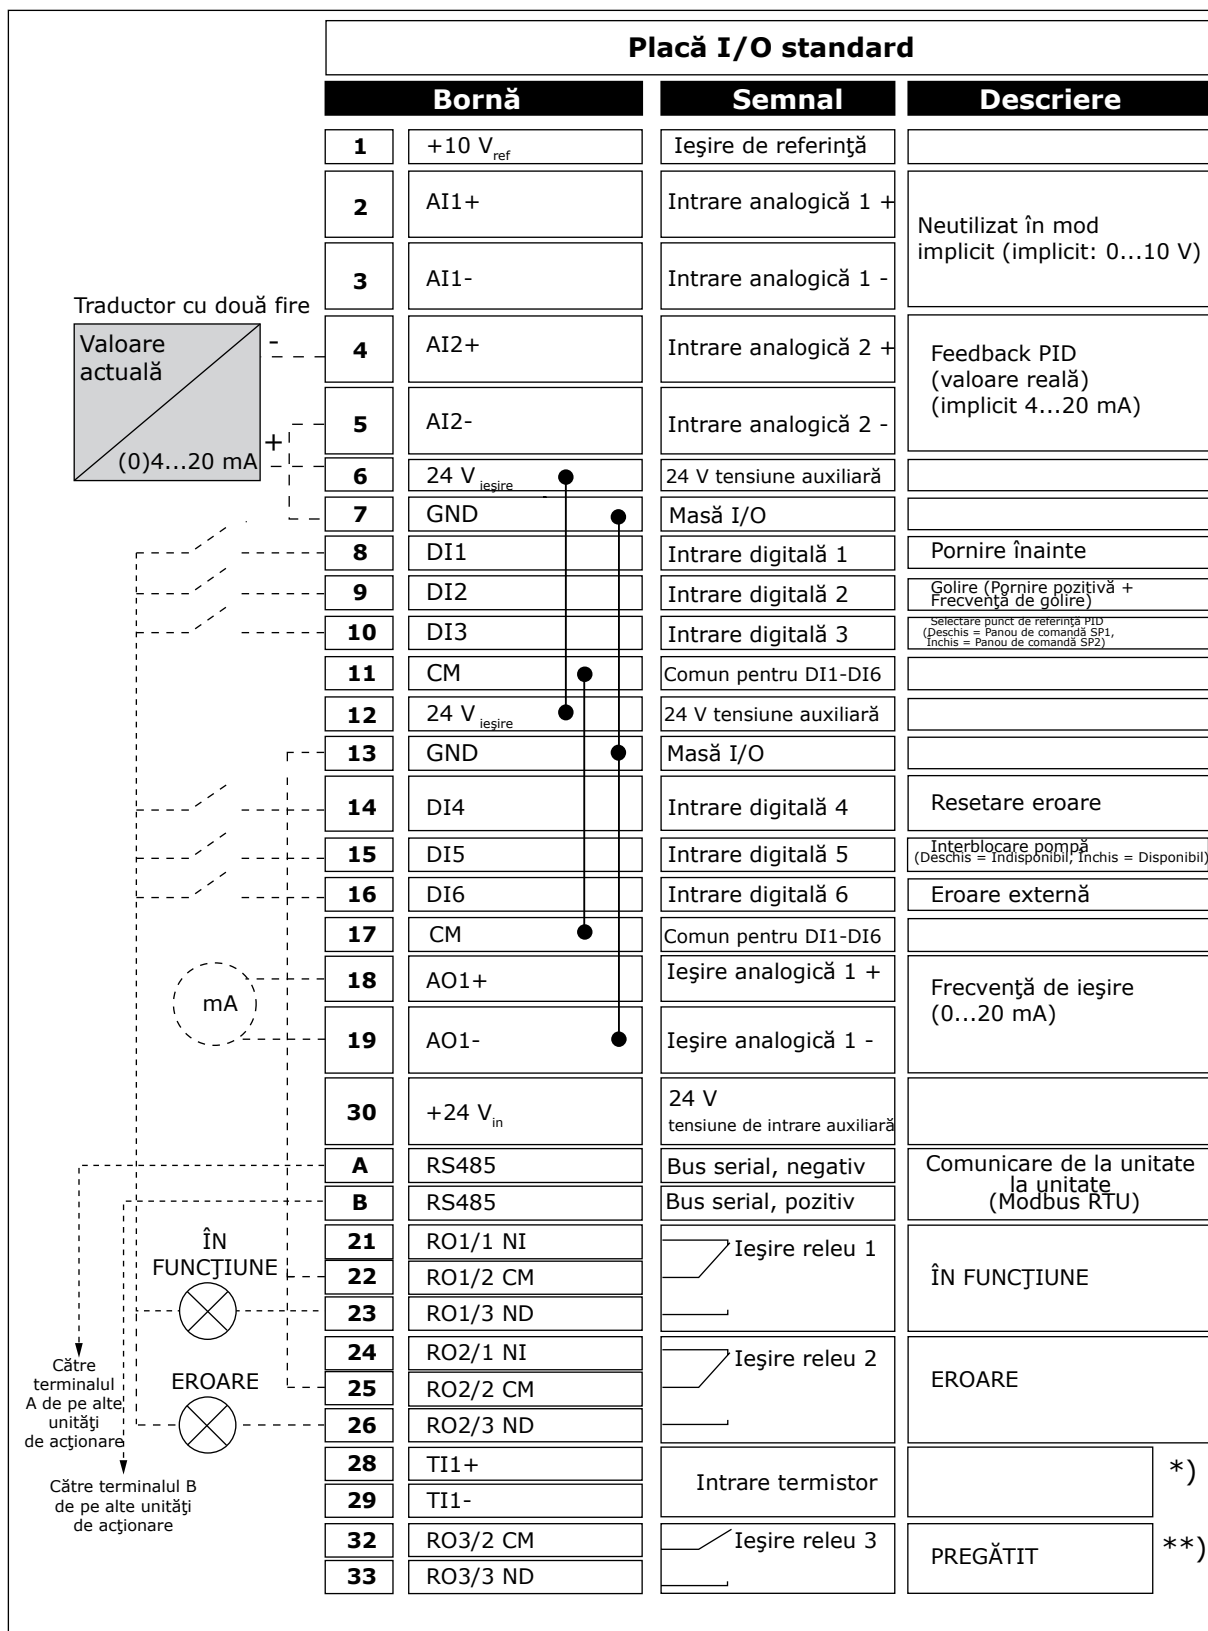 Placă I/O standard
Bornă Semnal Descriere
1 +10 Vref Ieşire de referinţă
2 AI1+ Intrare analogică 1 +
Neutilizat în mod
implicit (implicit: 0...10 V)
3 AI1- Intrare analogică 1 -
Traductor cu două fire
Valoare
actuală
-
+
(0)4...20 mA
4 AI2+ Intrare analogică 2 +
Feedback PID
(valoare reală)
(implicit 4...20 mA)
5 AI2- Intrare analogică 2 -
6 24 V ieşire 24 V tensiune auxiliară
7 GND Masă I/O
8 DI1 Intrare digitală 1 Pornire înainte
9 DI2 Intrare digitală 2 Golire (Pornire pozitivă +
Frecvenţă de golire)
10 DI3 Intrare digitală 3 Selectare punct de referinţă PID
(Deschis = Panou de comandă SP1,
Închis = Panou de comandă SP2)
11 CM Comun pentru DI1-DI6
12 24 V ieşire 24 V tensiune auxiliară
13 GND Masă I/O
14 DI4 Intrare digitală 4 Resetare eroare
15 DI5 Intrare digitală 5 Interblocare pompă
(Deschis = Indisponibil, Închis = Disponibil)
16 DI6 Intrare digitală 6 Eroare externă
17 CM Comun pentru DI1-DI6
18 AO1+ Ieşire analogică 1 +
Frecvenţă de ieşire
(0...20 mA)
mA
19 AO1- Ieşire analogică 1 -
30 +24 Vin 24 V
tensiune de intrare auxiliară
A RS485 Bus serial, negativ
Comunicare de la unitate
la unitate
(Modbus RTU)
B RS485 Bus serial, pozitiv
21 RO1/1 NI Ieşire releu 1
ÎN
FUNCŢIUNE
22 RO1/2 CM ÎN FUNCŢIUNE
23 RO1/3 ND
24 RO2/1 NI Ieşire releu 2
Către
terminalul
A de pe alte
unităţi
de acţionare
EROARE
25 RO2/2 CM EROARE
26 RO2/3 ND
28 TI1+ Intrare termistor *)
29 TI1-
Către terminalul B
de pe alte unităţi
de acţionare
32 RO3/2 CM Ieşire releu 3 PREGĂTIT **)
33 RO3/3 ND